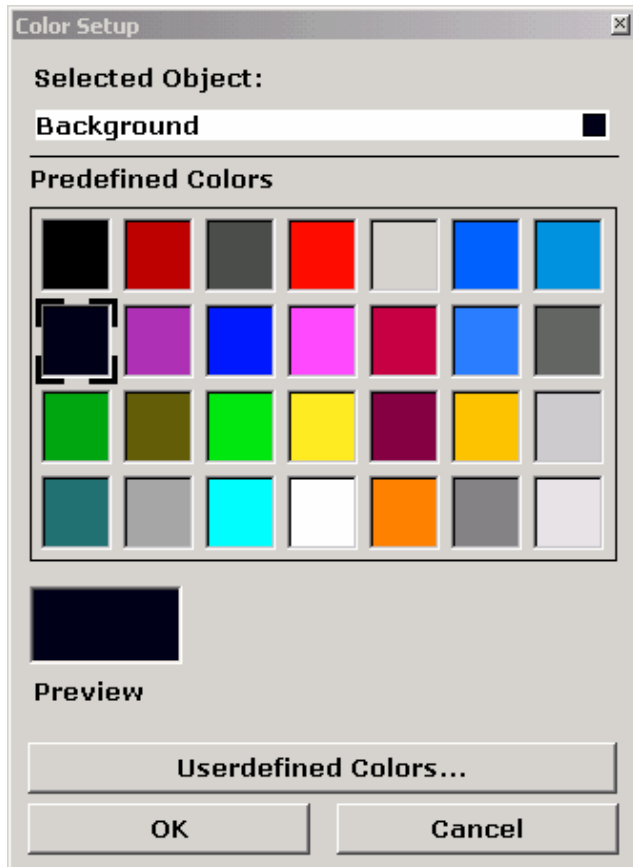 Color Setup
Selected Object:
Background
Predefined Colors
Preview
Userdefined Colors...
OK
Cancel